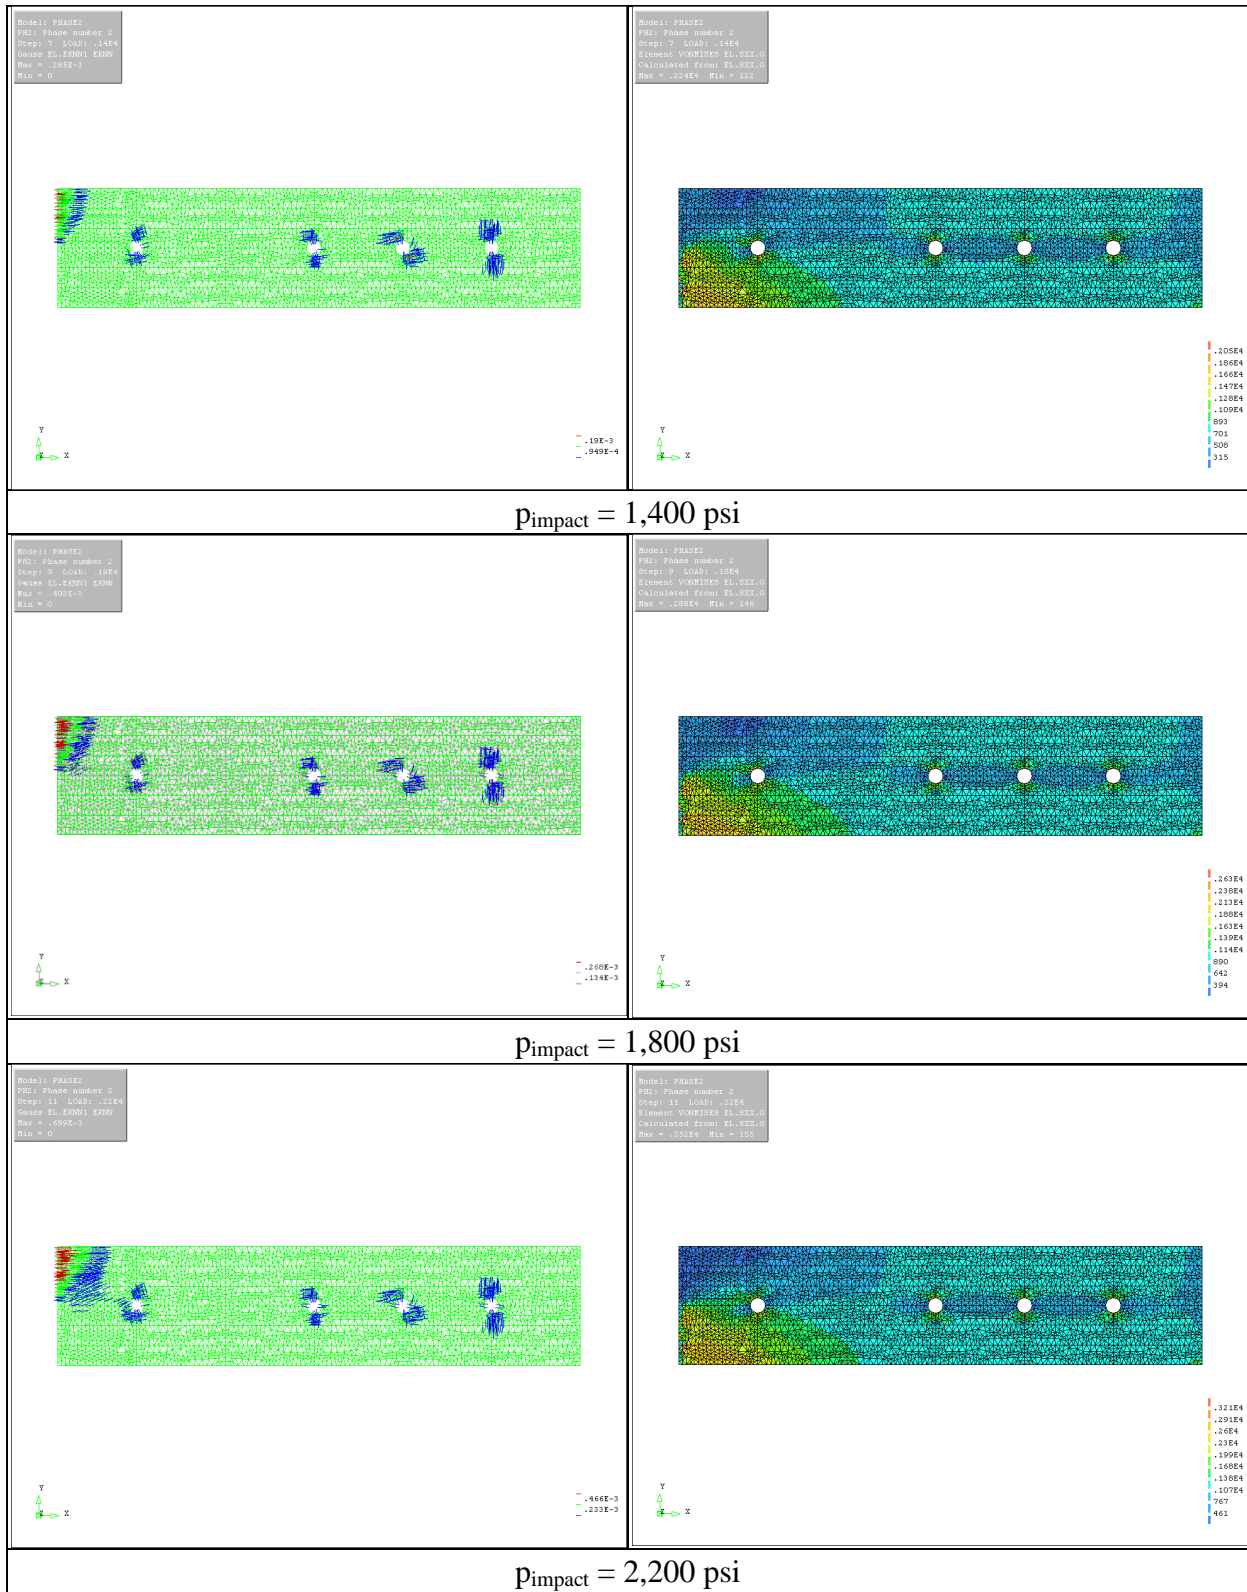 Model: PHASE2
PH2: Phase number 2
Step: 7 LOAD: .14E4
Gauss EL.EKNN1 EKNN
Max = .285E-3
Min = 0
Y
Z X
.19E-3
.949E-4
Model: PHASE2
PH2: Phase number 2
Step: 7 LOAD: .14E4
Element VONMISES EL.SXX.G
Calculated from: EL.SXX.G
Max = .224E4 Min = 122
Y
Z X
.205E4
.186E4
.166E4
.147E4
.128E4
.109E4
893
701
508
315
pimpact = 1,400 psi
Model: PHASE2
PH2: Phase number 2
Step: 9 LOAD: .18E4
Gauss EL.EKNN1 EKNN
Max = .402E-3
Min = 0
Y
Z X
.268E-3
.134E-3
Model: PHASE2
PH2: Phase number 2
Step: 9 LOAD: .18E4
Element VONMISES EL.SXX.G
Calculated from: EL.SXX.G
Max = .288E4 Min = 146
Y
Z X
.263E4
.238E4
.213E4
.188E4
.163E4
.139E4
.114E4
890
642
394
pimpact = 1,800 psi
Model: PHASE2
PH2: Phase number 2
Step: 11 LOAD: .22E4
Gauss EL.EKNN1 EKNN
Max = .699E-3
Min = 0
Y
Z X
.466E-3
.233E-3
Model: PHASE2
PH2: Phase number 2
Step: 11 LOAD: .22E4
Element VONMISES EL.SXX.G
Calculated from: EL.SXX.G
Max = .352E4 Min = 155
Y
Z X
.321E4
.291E4
.26E4
.23E4
.199E4
.168E4
.138E4
.107E4
767
461
pimpact = 2,200 psi